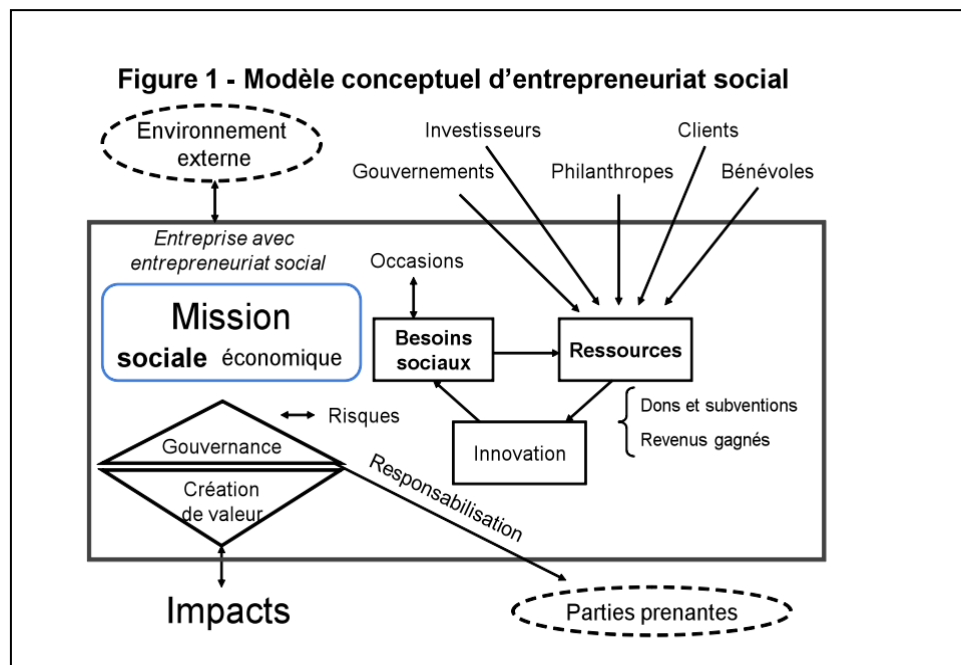 Figure 1 - Modèle conceptuel d'entrepreneuriat social
Environnement
externe
Investisseurs
Clients
Gouvernements
Philanthropes
Bénévoles
Entreprise avec
entrepreneuriat social
Mission
sociale économique
Occasions
Besoins
sociaux
Ressources
Innovation
Dons et subventions
Revenus gagnés
Risques
Gouvernance
Création
de valeur
Responsabilisation
Impacts
Parties prenantes